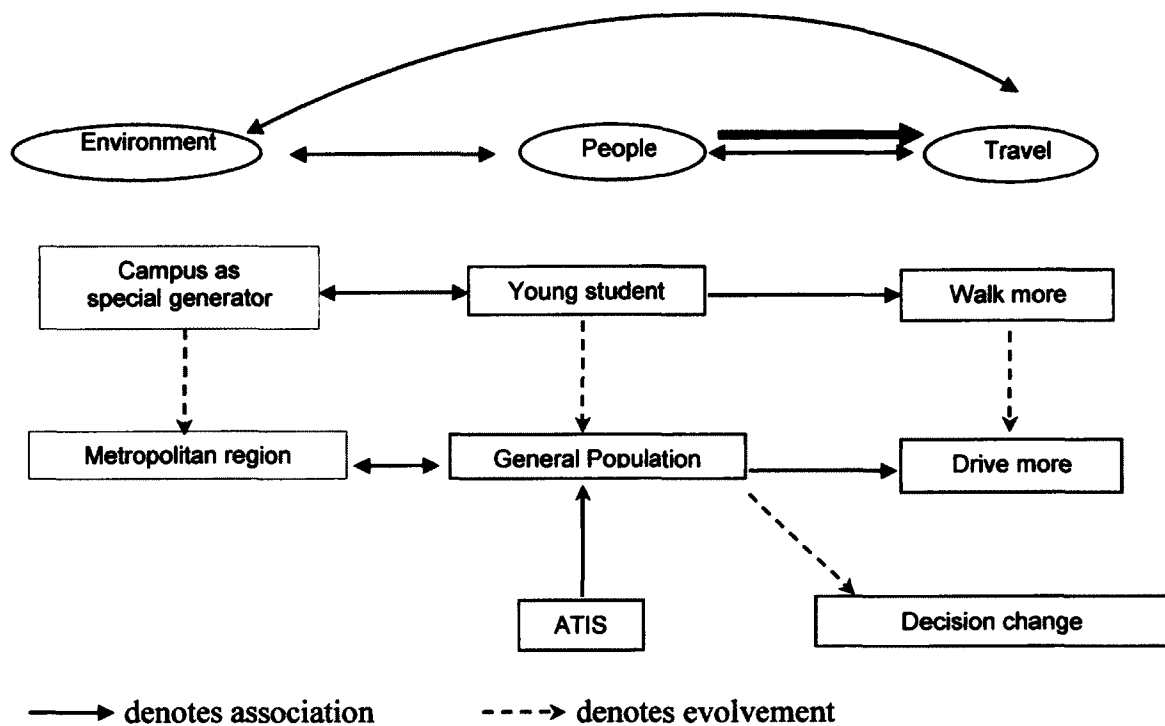 Environment
People
Travel
Campus as
special generator
Young student
Walk more
Metropolitan region
General Population
Drive more
ATIS
Decision change
denotes association
denotes evolvement